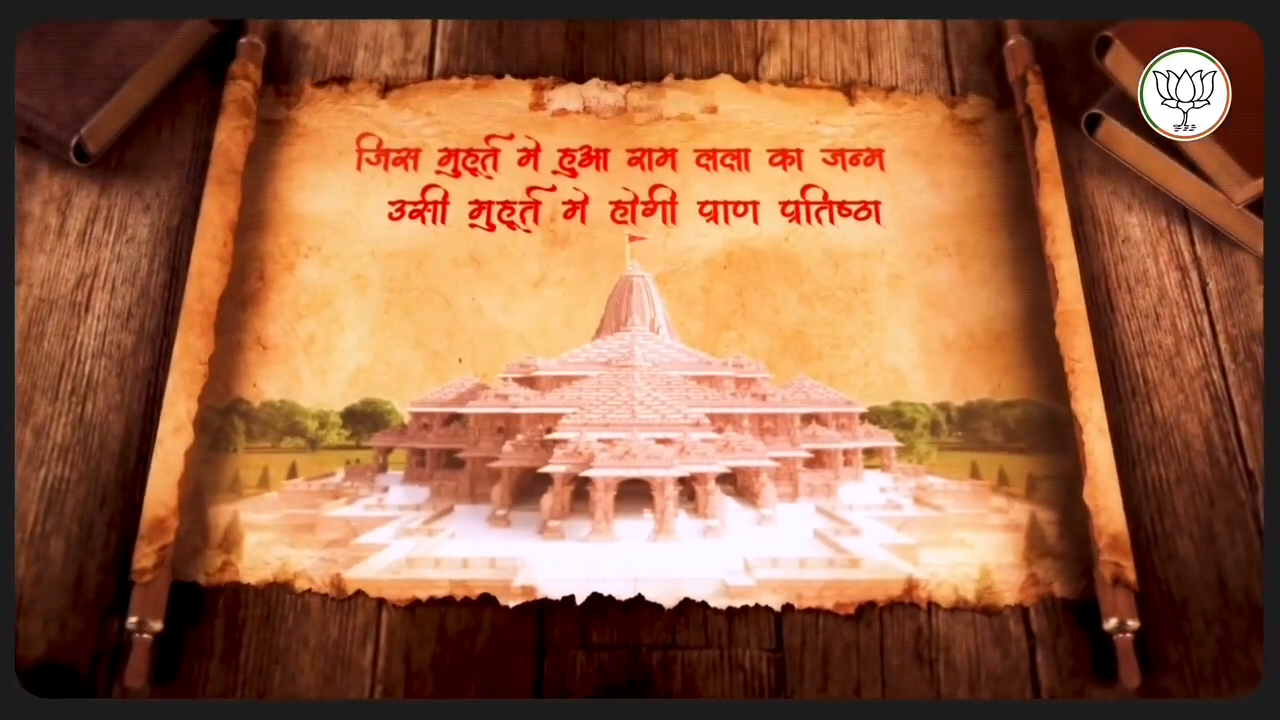 जिस मुहूर्त मे हुआ राम लला का जन्म
उसी मुहूर्त मे होगी प्राण प्रतिष्ठा